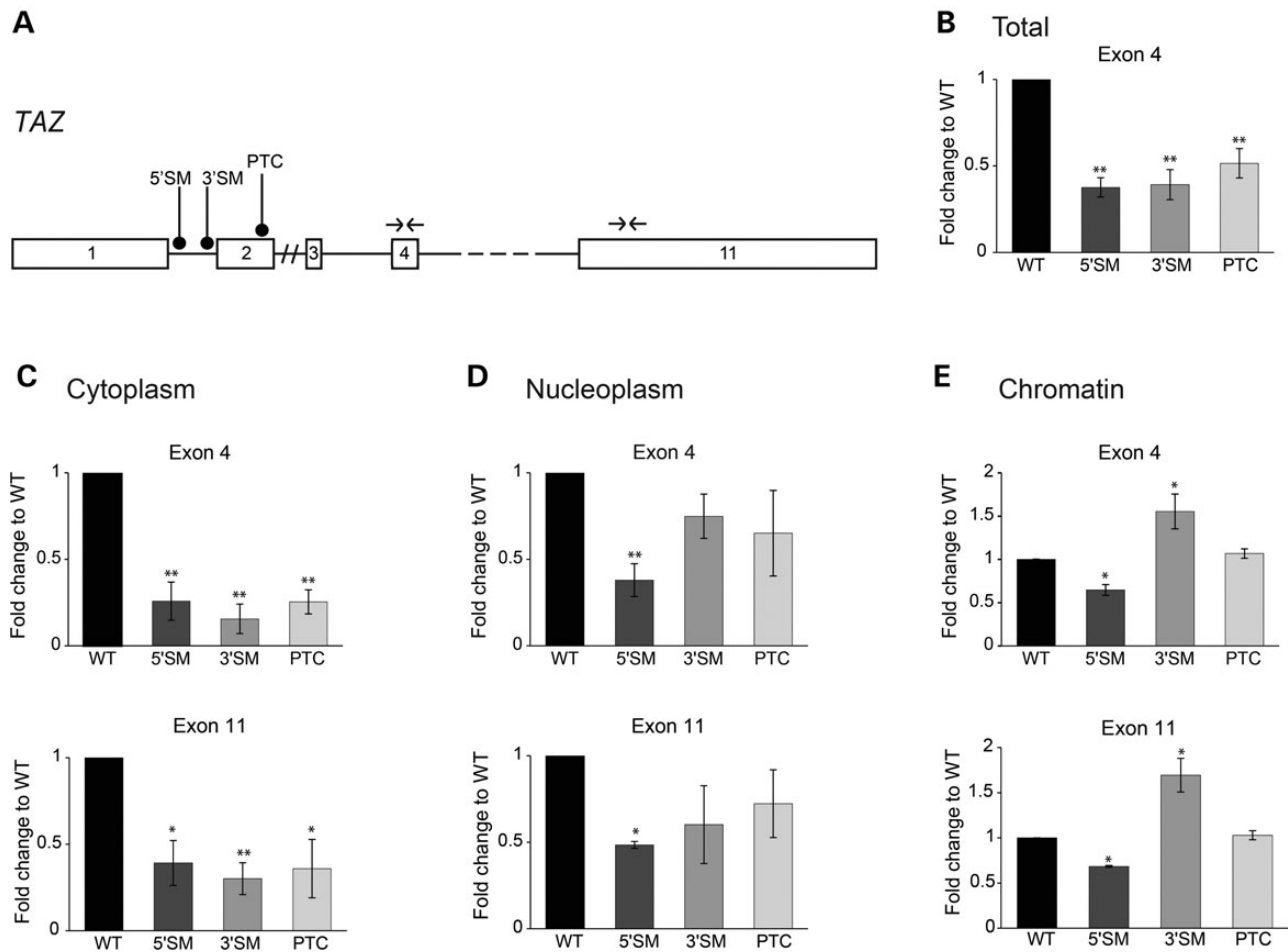 A
TAZ
5'SM
3'SM
PTC
1
2
3
4
11
B Total
Exon 4
Fold change to WT
1
0.5
0
**
**
**
WT 5'SM 3'SM PTC
C Cytoplasm
Exon 4
Fold change to WT
1
0.5
0
**
**
**
WT 5'SM 3'SM PTC
Exon 11
Fold change to WT
1
0.5
0
*
**
*
WT 5'SM 3'SM PTC
D Nucleoplasm
Exon 4
Fold change to WT
1
0.5
0
**
WT 5'SM 3'SM PTC
Exon 11
Fold change to WT
1
0.5
0
*
WT 5'SM 3'SM PTC
E Chromatin
Exon 4
Fold change to WT
2
1.5
1
0.5
0
*
*
WT 5'SM 3'SM PTC
Exon 11
Fold change to WT
2
1.5
1
0.5
0
*
*
WT 5'SM 3'SM PTC